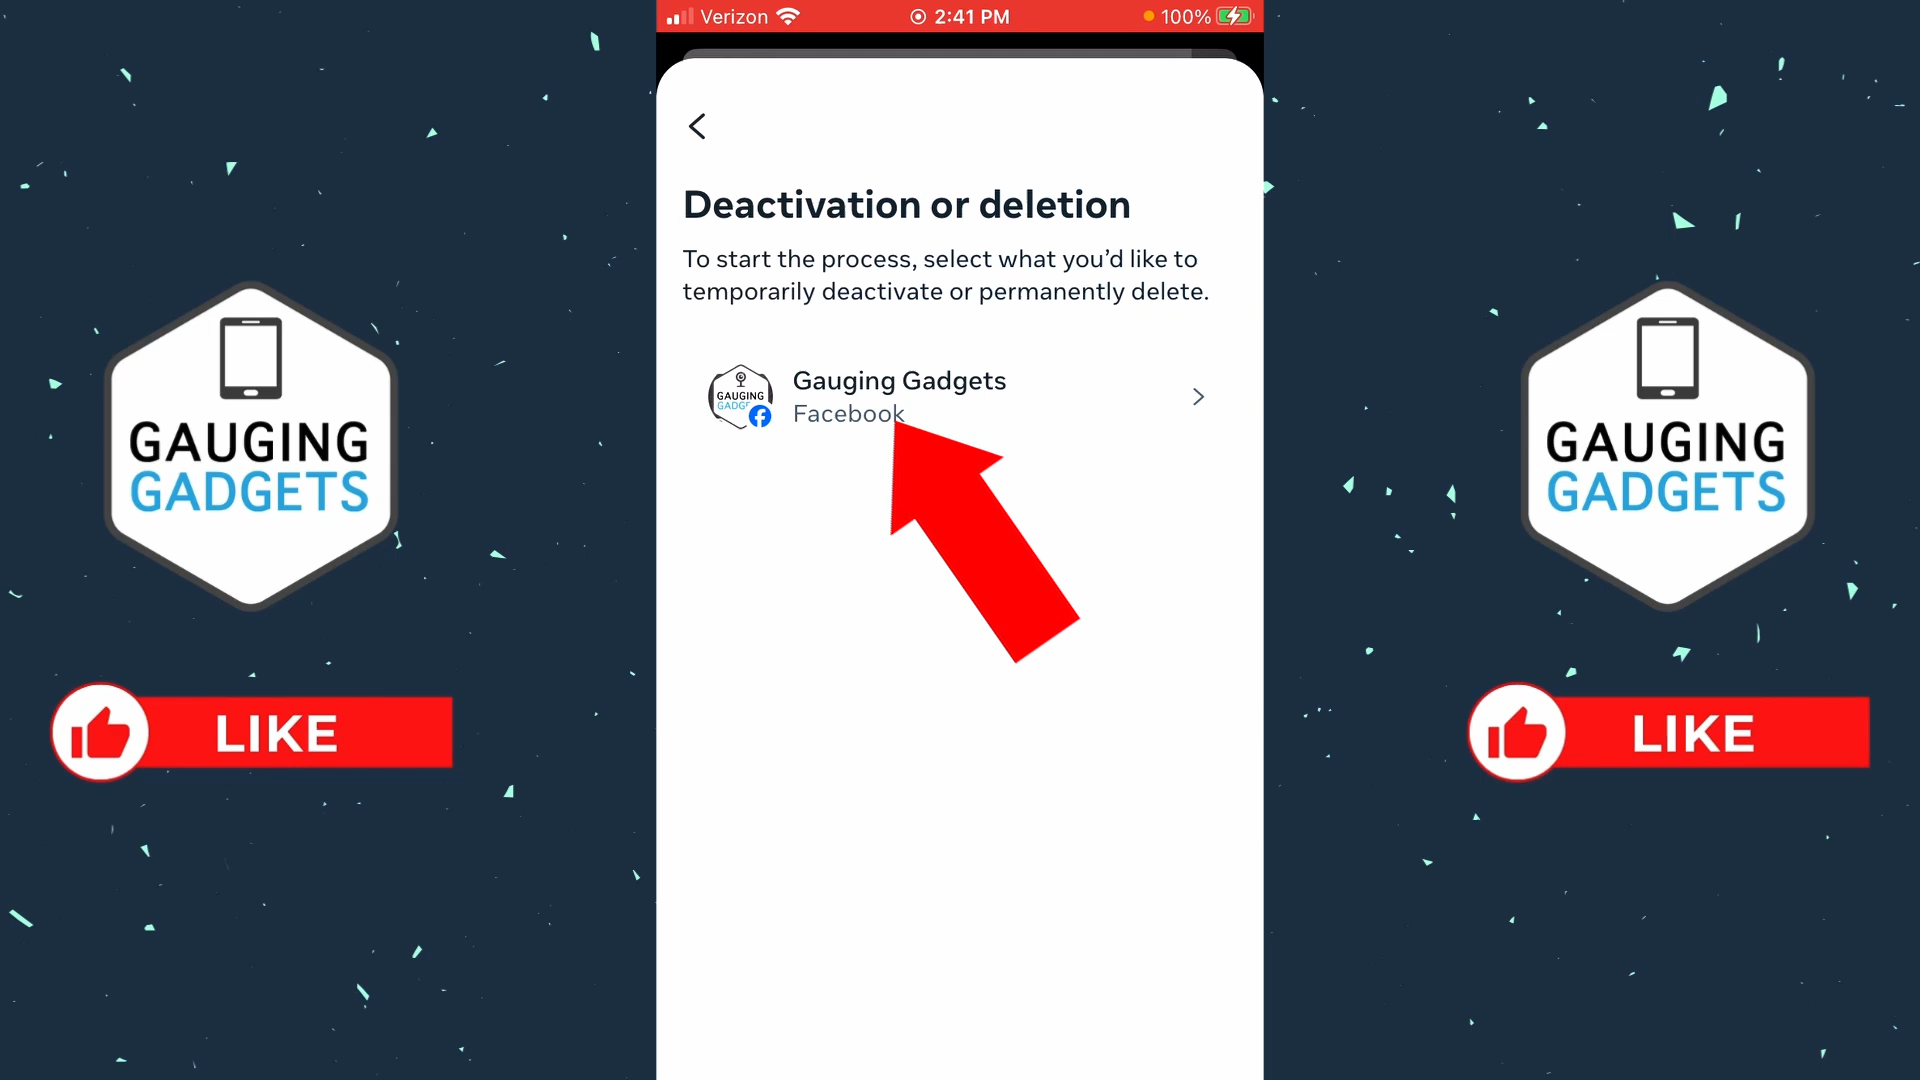 Verizon 2:41 PM 100%
Deactivation or deletion
To start the process, select what you’d like to
temporarily deactivate or permanently delete.
GAUGING
Gauging Gadgets
Facebook
GAUGING
GADGETS
LIKE
GAUGING
GADGETS
LIKE